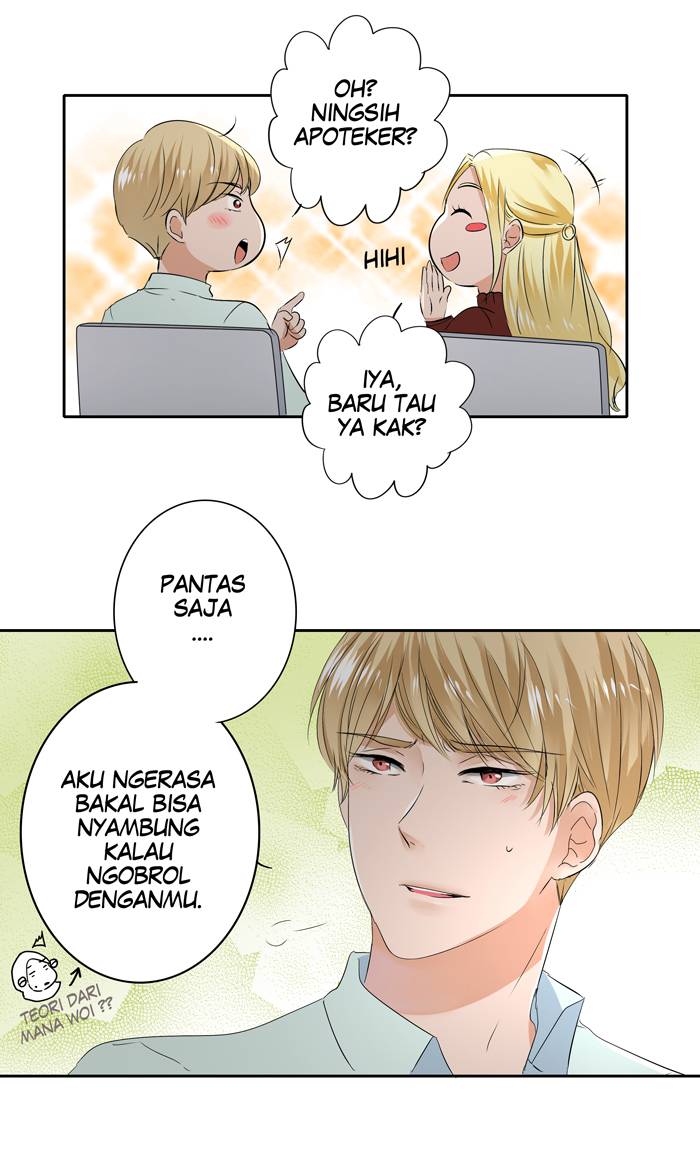 OH?
NINGSIH
APOTEKER?
HIHI
IYA,
BARU TAU
YA KAK?
PANTAS
SAJA
....
AKU NGERASA
BAKAL BISA
NYAMBUNG
KALAU
NGOBROL
DENGANMU.
TEORI DARI
MANA WOI ??